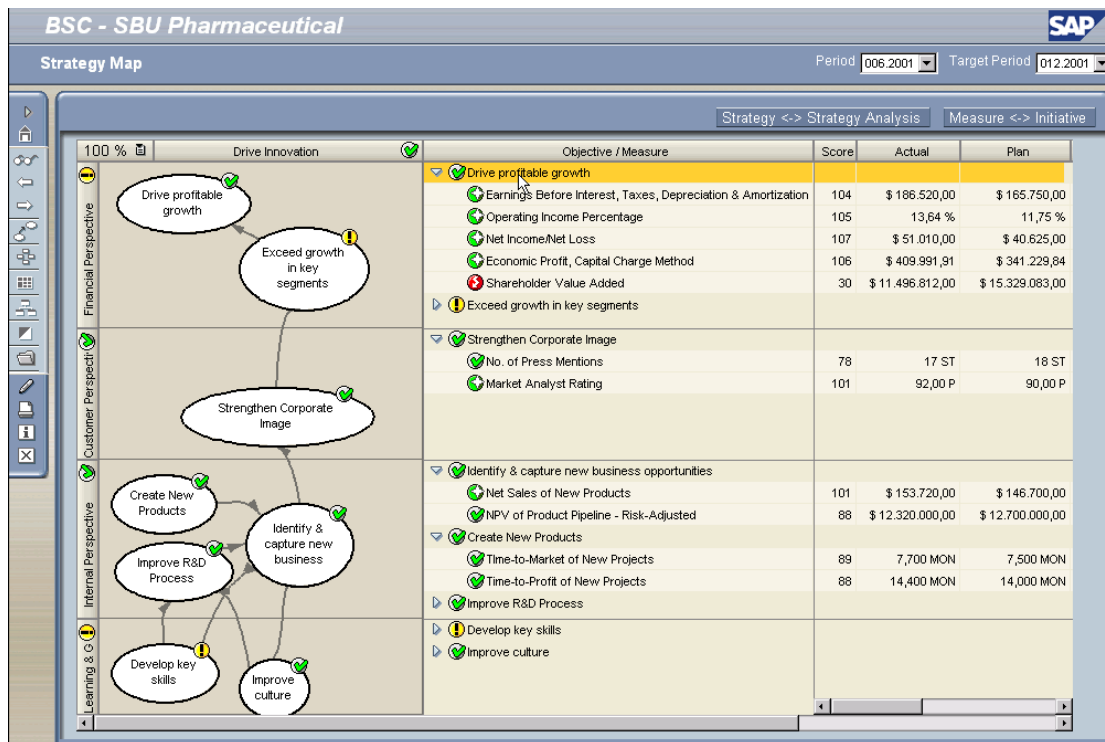 BSC - SBU Pharmaceutical
SAP
Strategy Map
Period 006.2001 Target Period 012.2001
Strategy <-> Strategy Analysis Measure <-> Initiative
100 % Drive Innovation Objective / Measure Score Actual Plan
Financial Perspective
Drive profitable growth
Exceed growth in key segments
Drive profitable growth
Earnings Before Interest, Taxes, Depreciation & Amortization 104 $ 186.520,00 $ 165.750,00
Operating Income Percentage 105 13,64 % 11,75 %
Net Income/Net Loss 107 $ 51.010,00 $ 40.625,00
Economic Profit, Capital Charge Method 106 $ 409.991,91 $ 341.229,84
Shareholder Value Added 30 $ 11.496.812,00 $ 15.329.083,00
Exceed growth in key segments
Customer Perspecti
Strengthen Corporate Image
Strengthen Corporate Image
No. of Press Mentions 78 17 ST 18 ST
Market Analyst Rating 101 92,00 P 90,00 P
Internal Perspective
Create New Products
Improve R&D Process
Identify & capture new business
Identify & capture new business opportunities
Net Sales of New Products 101 $ 153.720,00 $ 146.700,00
NPV of Product Pipeline - Risk-Adjusted 88 $ 12.320.000,00 $ 12.700.000,00
Create New Products
TIme-to-Market of New Projects 89 7,700 MON 7,500 MON
Time-to-Profit of New Projects 88 14,400 MON 14,000 MON
Improve R&D Process
Learning & G
Develop key skills
Improve culture
Develop key skills
Improve culture